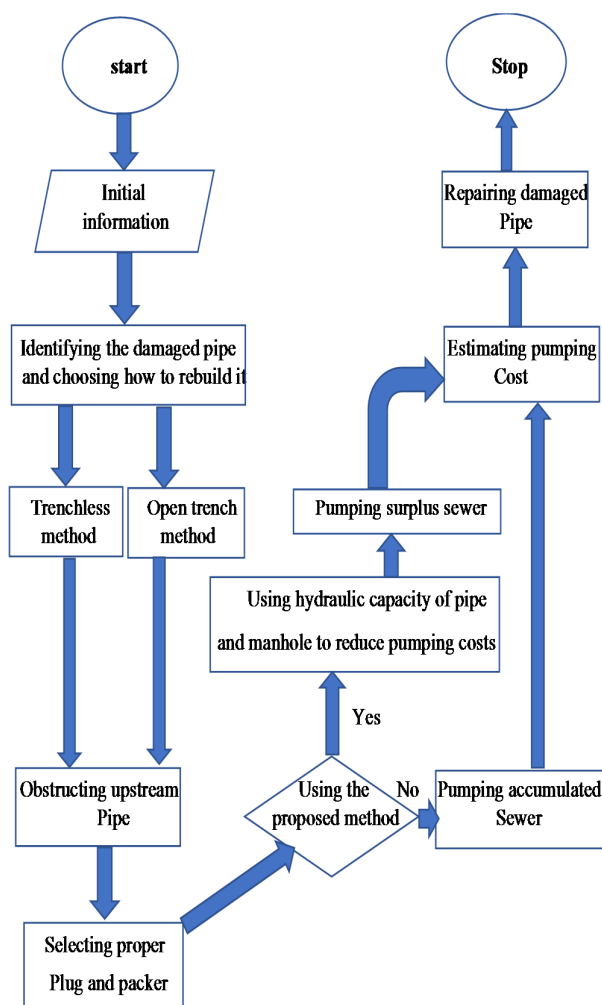 start
Initial
information
Identifying the damaged pipe
and choosing how to rebuild it
Trenchless
method
Open trench
method
Obstructing upstream
Pipe
Selecting proper
Plug and packer
Using the
proposed method
Yes
No
Using hydraulic capacity of pipe
and manhole to reduce pumping costs
Pumping surplus sewer
Pumping accumulated
Sewer
Estimating pumping
Cost
Repairing damaged
Pipe
Stop